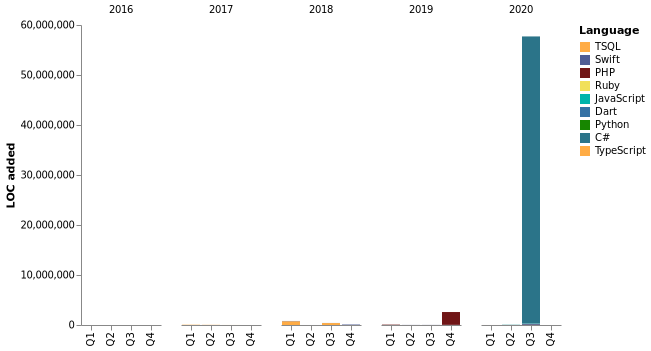 2016 2017 2018 2019 2020
Language
TSQL
Swift
PHP
Ruby
JavaScript
Dart
Python
C#
TypeScript
LOC added
60,000,000
50,000,000
40,000,000
30,000,000
20,000,000
10,000,000
0
Q1 Q2 Q3 Q4 Q1 Q2 Q3 Q4 Q1 Q2 Q3 Q4 Q1 Q2 Q3 Q4 Q1 Q2 Q3 Q4